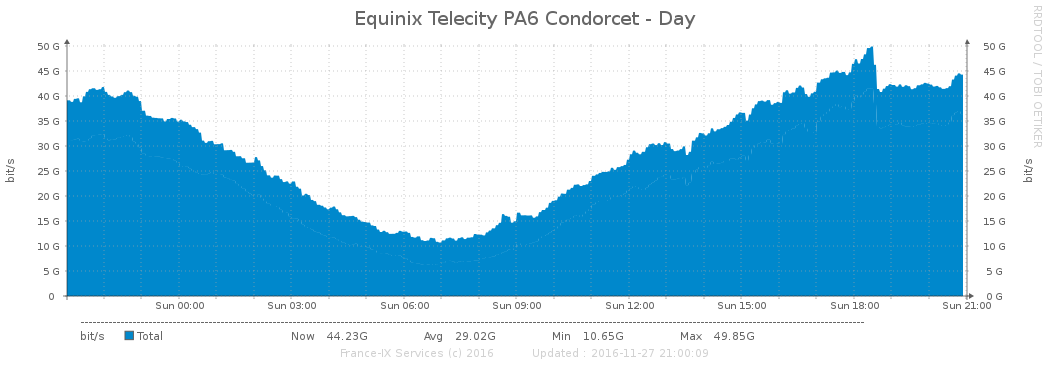 Equinix Telecity PA6 Condorcet - Day
RRDTOOL / TOBI OETIKER
50 G 50 G
45 G 45 G
40 G 40 G
35 G 35 G
30 G 30 G
25 G 25 G
20 G 20 G
15 G 15 G
10 G 10 G
5 G 5 G
0 0 G
bit/s bit/s
Sun 00:00 Sun 03:00 Sun 06:00 Sun 09:00 Sun 12:00 Sun 15:00 Sun 18:00 Sun 21:00
bit/s Total Now 44.23G Avg 29.02G Min 10.65G Max 49.85G
France-IX Services (c) 2016 Updated : 2016-11-27 21:00:09